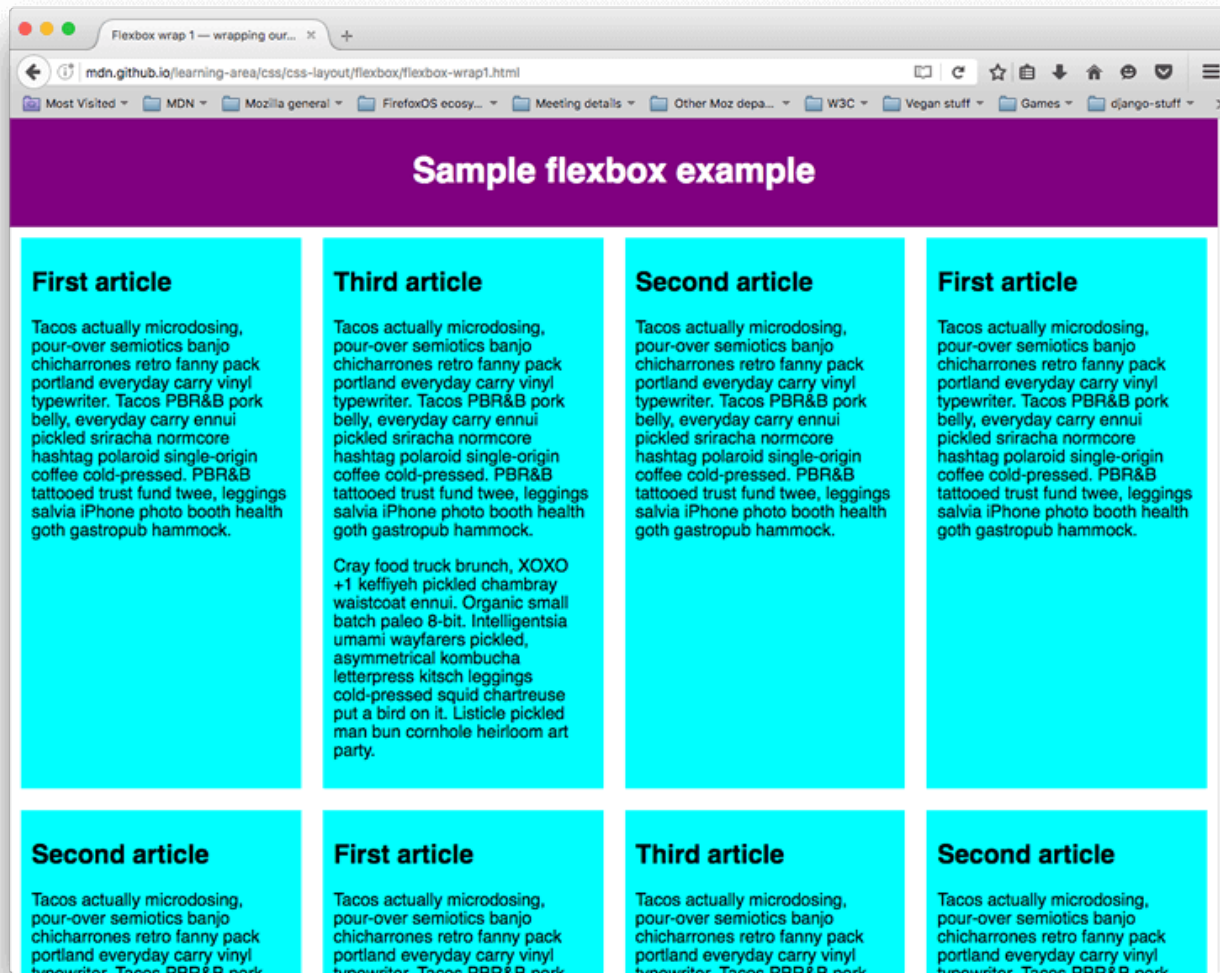 Flexbox wrap 1 — wrapping our...
mdn.github.io/learning-area/css/css-layout/flexbox/flexbox-wrap1.html
Most Visited MDN Mozilla general FirefoxOS ecosy... Meeting details Other Moz depa... W3C Vegan stuff Games django-stuff
Sample flexbox example
First article
Tacos actually microdosing,
pour-over semiotics banjo
chicharrones retro fanny pack
portland everyday carry vinyl
typewriter. Tacos PBR&B pork
belly, everyday carry ennui
pickled sriracha normcore
hashtag polaroid single-origin
coffee cold-pressed. PBR&B
tattooed trust fund twee, leggings
salvia iPhone photo booth health
goth gastropub hammock.
Third article
Tacos actually microdosing,
pour-over semiotics banjo
chicharrones retro fanny pack
portland everyday carry vinyl
typewriter. Tacos PBR&B pork
belly, everyday carry ennui
pickled sriracha normcore
hashtag polaroid single-origin
coffee cold-pressed. PBR&B
tattooed trust fund twee, leggings
salvia iPhone photo booth health
goth gastropub hammock.
Cray food truck brunch, XOXO
+1 keffiyeh pickled chambray
waistcoat ennui. Organic small
batch paleo 8-bit. Intelligentsia
umami wayfarers pickled,
asymmetrical kombucha
letterpress kitsch leggings
cold-pressed squid chartreuse
put a bird on it. Listicle pickled
man bun cornhole heirloom art
party.
Second article
Tacos actually microdosing,
pour-over semiotics banjo
chicharrones retro fanny pack
portland everyday carry vinyl
typewriter. Tacos PBR&B pork
belly, everyday carry ennui
pickled sriracha normcore
hashtag polaroid single-origin
coffee cold-pressed. PBR&B
tattooed trust fund twee, leggings
salvia iPhone photo booth health
goth gastropub hammock.
First article
Tacos actually microdosing,
pour-over semiotics banjo
chicharrones retro fanny pack
portland everyday carry vinyl
typewriter. Tacos PBR&B pork
belly, everyday carry ennui
pickled sriracha normcore
hashtag polaroid single-origin
coffee cold-pressed. PBR&B
tattooed trust fund twee, leggings
salvia iPhone photo booth health
goth gastropub hammock.
Second article
Tacos actually microdosing,
pour-over semiotics banjo
chicharrones retro fanny pack
portland everyday carry vinyl
typewriter. Tacos PBR&B pork
First article
Tacos actually microdosing,
pour-over semiotics banjo
chicharrones retro fanny pack
portland everyday carry vinyl
typewriter. Tacos PBR&B pork
Third article
Tacos actually microdosing,
pour-over semiotics banjo
chicharrones retro fanny pack
portland everyday carry vinyl
typewriter. Tacos PBR&B pork
Second article
Tacos actually microdosing,
pour-over semiotics banjo
chicharrones retro fanny pack
portland everyday carry vinyl
typewriter. Tacos PBR&B pork